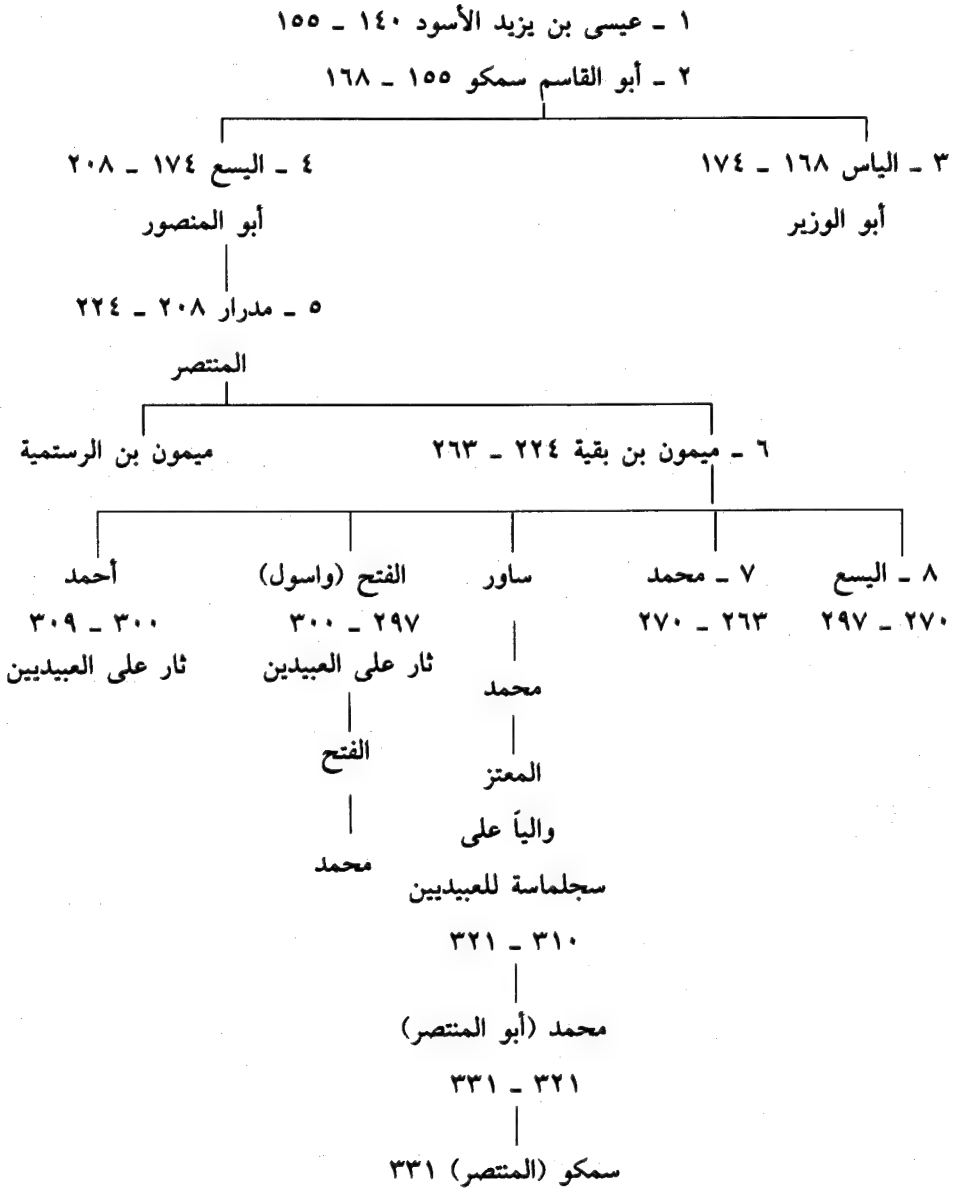 ١ ـ عيسى بن يزيد الأسود ١٤٠ ـ ١٥٥
٢ ـ أبو القاسم سمكو ١٥٥ ـ ١٦٨
٣ ـ الياس ١٦٨ ـ ١٧٤
٤ ـ اليسع ١٧٤ ـ ٢٠٨
أبو الوزير
أبو المنصور
٥ ـ مدرار ٢٠٨ ـ ٢٢٤
المنتصر
٦ ـ ميمون بن بقية ٢٢٤ ـ ٢٦٣
ميمون بن الرستمية
٨ ـ اليسع
٧ ـ محمد
ساور
الفتح (واسول)
أحمد
٢٧٠ ـ ٢٩٧
٢٦٣ ـ ٢٧٠
٢٩٧ ـ ٣٠٠
٣٠٠ ـ ٣٠٩
ثار على العبيدين
ثار على العبيديين
محمد
الفتح
المعتز
والياً على
محمد
سجلماسة للعبيديين
٣١٠ ـ ٣٢١
محمد (أبو المنتصر)
٣٢١ ـ ٣٣١
سمكو (المنتصر) ٣٣١